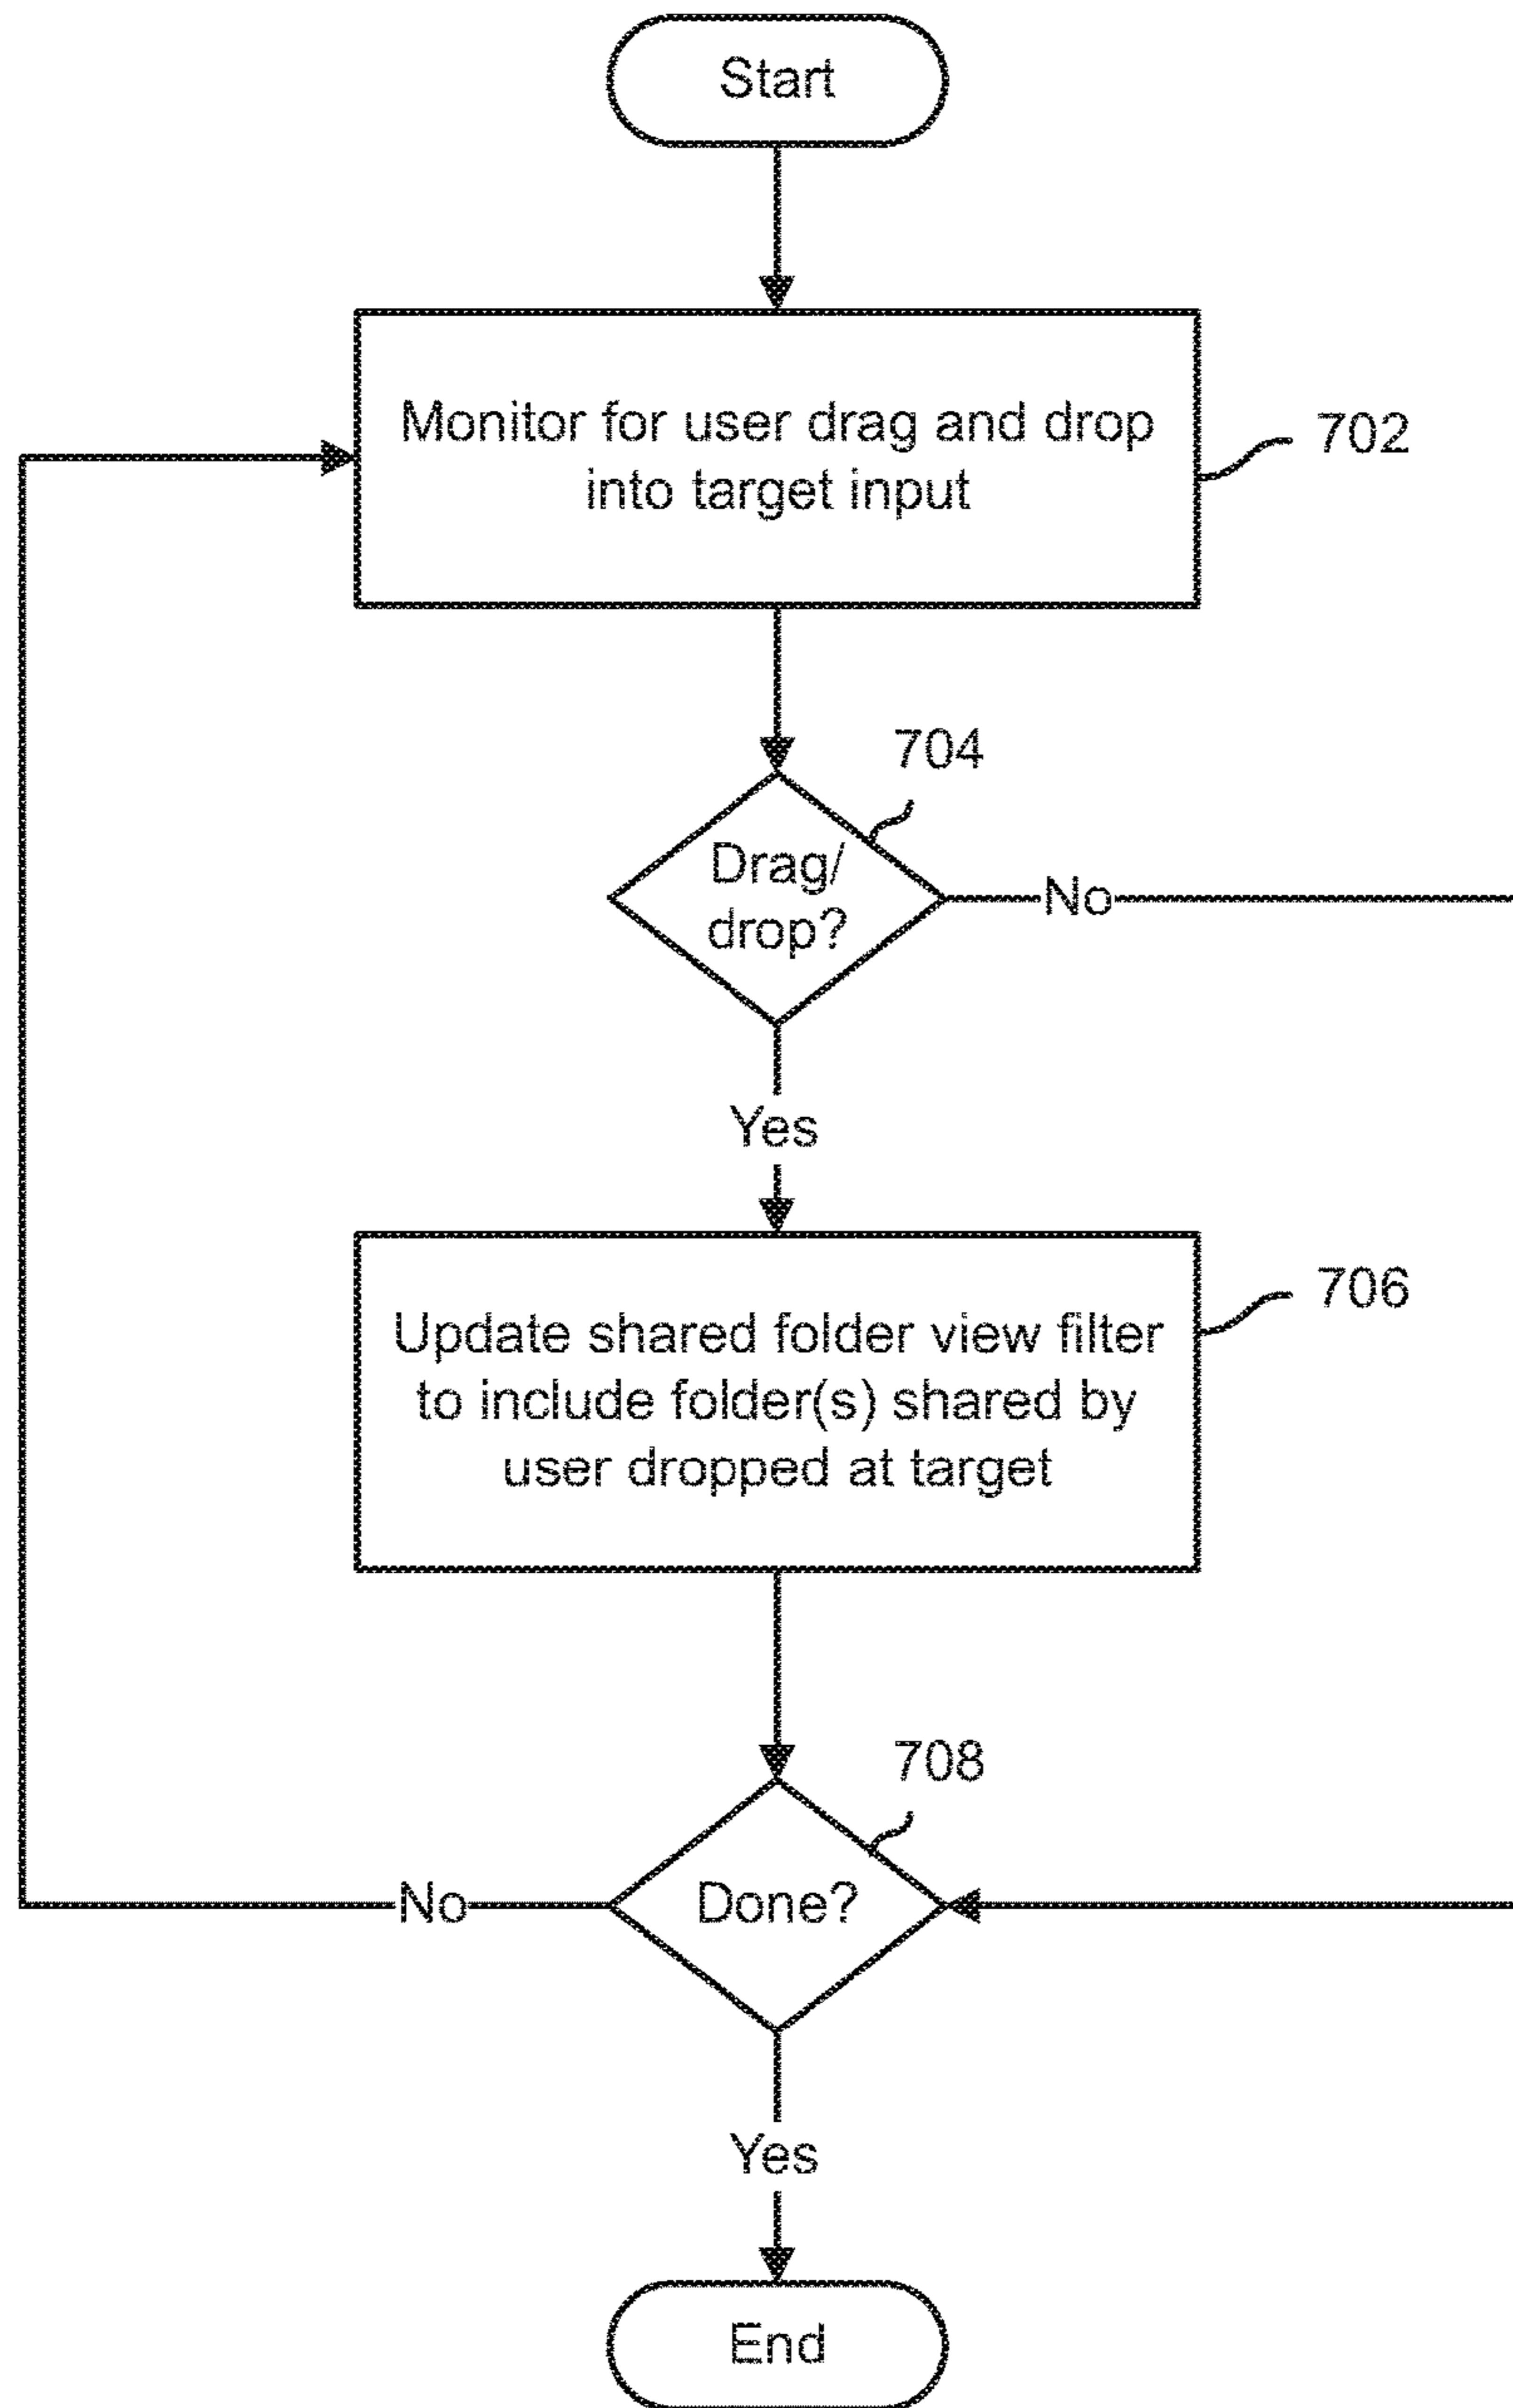 Start
Monitor for user drag and drop
into target input
702
704
Drag/
drop?
No
Yes
Update shared folder view filter
to include folder(s) shared by
user dropped at target
706
708
Done?
No
Yes
End